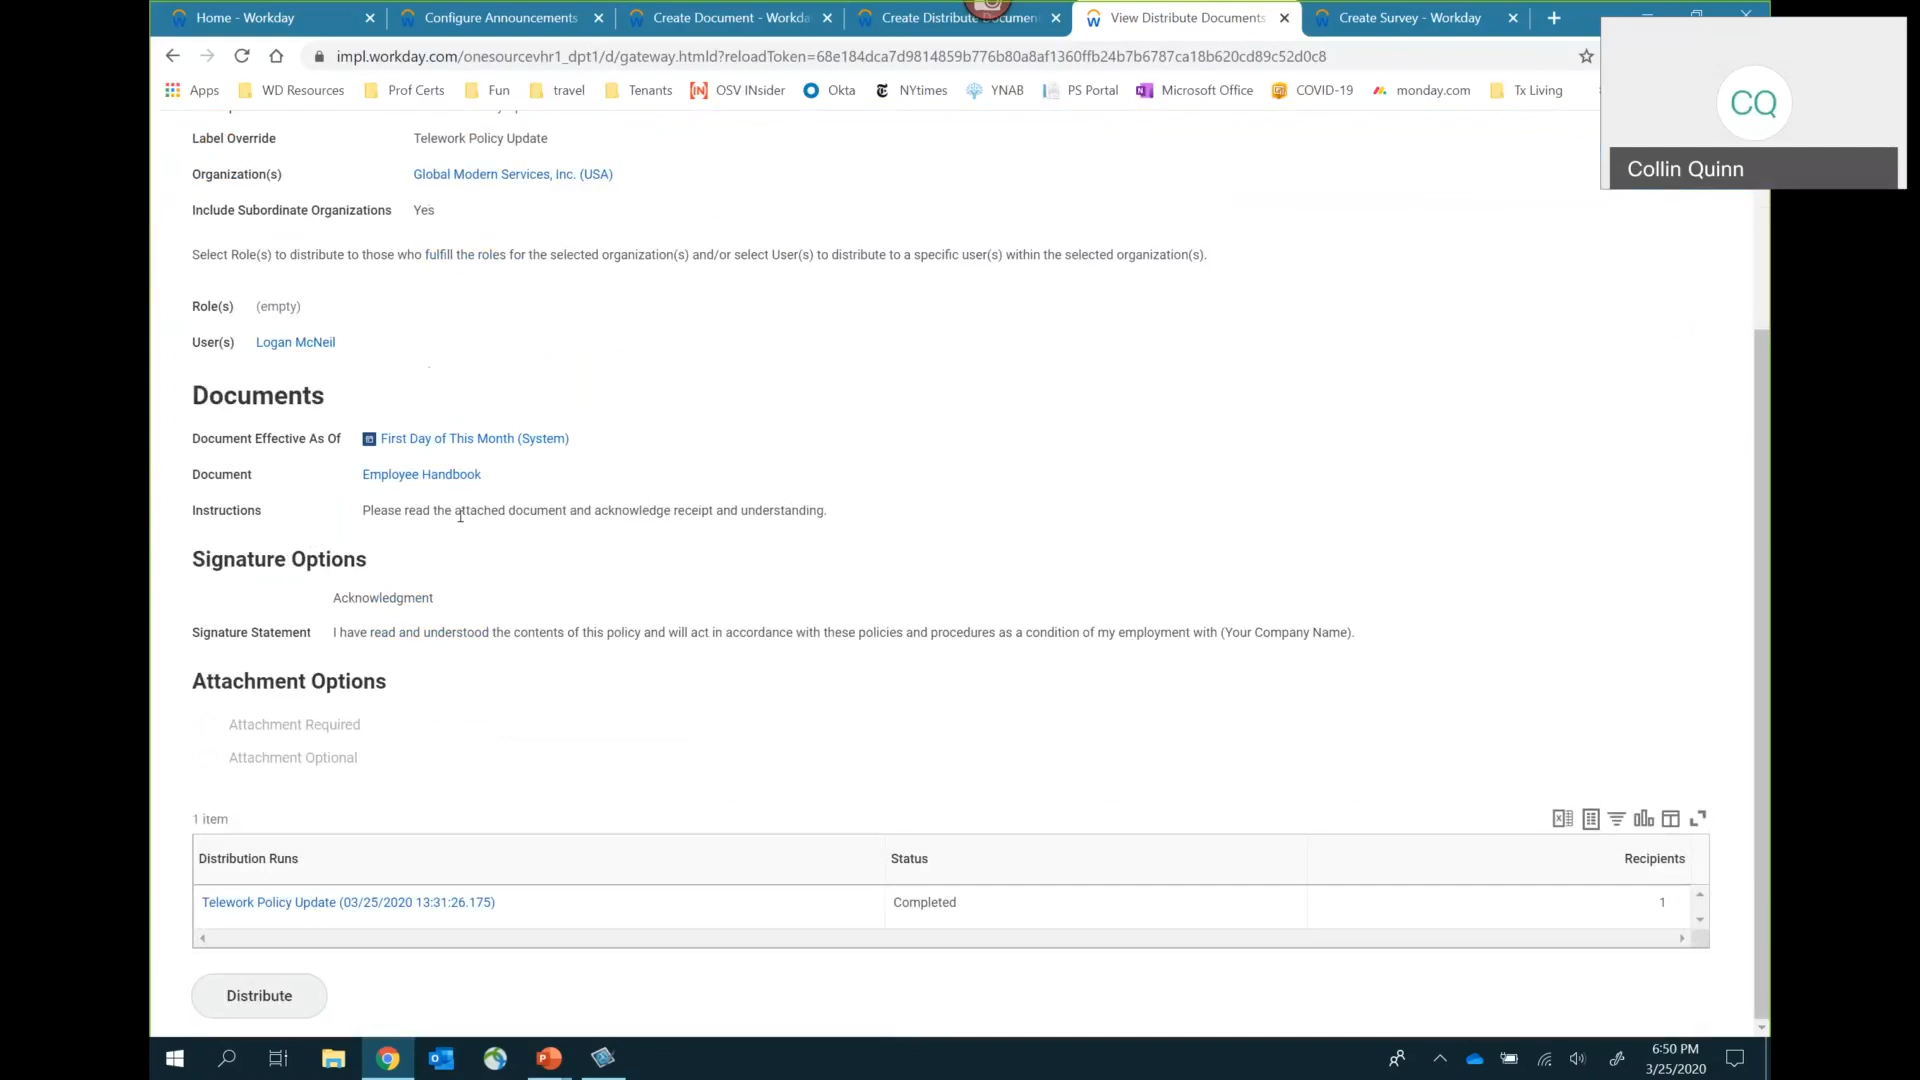 Home - Workday
Configure Announcements
Create Document - Workda
Create Distribute Documen
View Distribute Documents
Create Survey - Workday
impl.workday.com/onesourcevhr1_dpt1/d/gateway.htmld?reloadToken=68e184dca7d9814859b776b80a8af1360ffb24b7b6787ca18b620cd89c52d0c8
Apps
WD Resources
Prof Certs
Fun
travel
Tenants
OSV INsider
Okta
NYtimes
YNAB
PS Portal
Microsoft Office
COVID-19
monday.com
Tx Living
CQ
Collin Quinn
Label Override Telework Policy Update
Organization(s) Global Modern Services, Inc. (USA)
Include Subordinate Organizations Yes
Select Role(s) to distribute to those who fulfill the roles for the selected organization(s) and/or select User(s) to distribute to a specific user(s) within the selected organization(s).
Role(s) (empty)
User(s) Logan McNeil
Documents
Document Effective As Of First Day of This Month (System)
Document Employee Handbook
Instructions Please read the attached document and acknowledge receipt and understanding.
Signature Options
Acknowledgment
Signature Statement I have read and understood the contents of this policy and will act in accordance with these policies and procedures as a condition of my employment with (Your Company Name).
Attachment Options
Attachment Required
Attachment Optional
1 item
Distribution Runs Status Recipients
Telework Policy Update (03/25/2020 13:31:26.175) Completed 1
Distribute
6:50 PM
3/25/2020